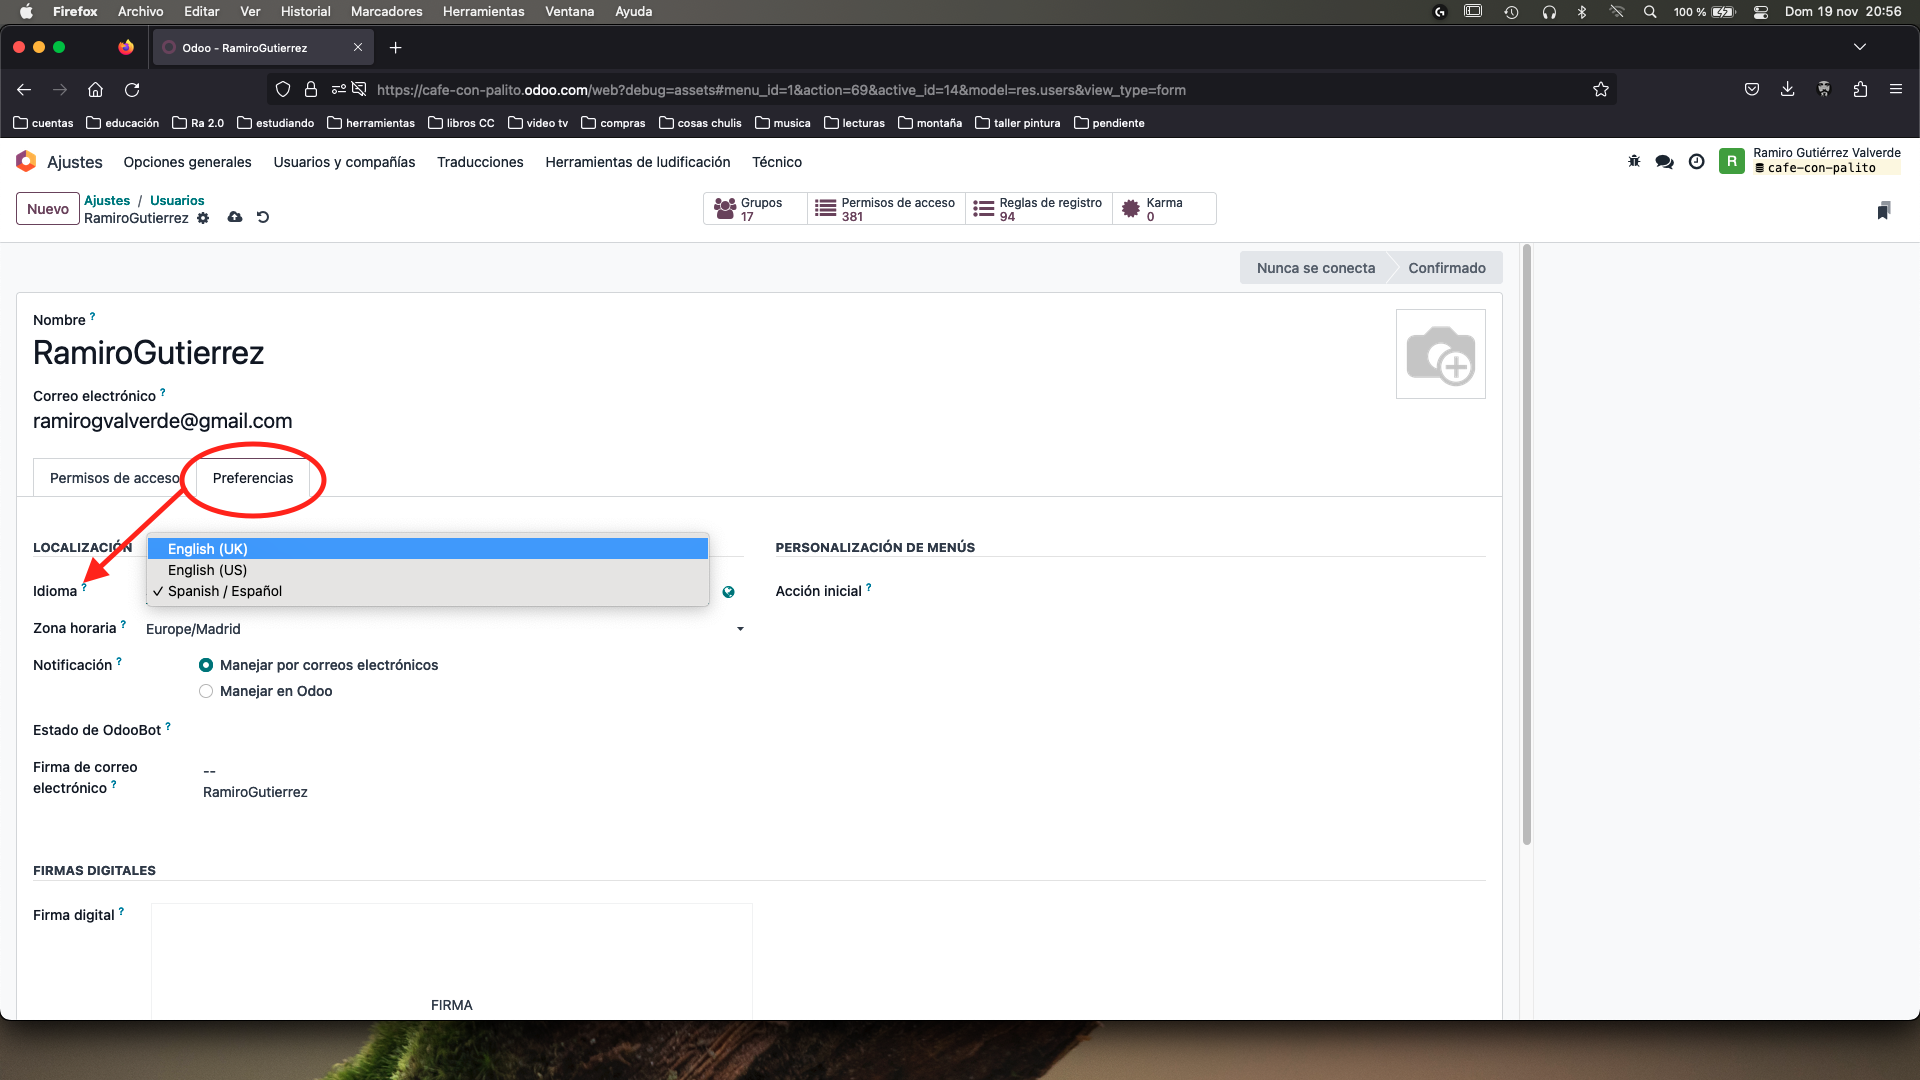 Firefox Archivo Editar Ver Historial Marcadores Herramientas Ventana Ayuda 100 % Dom 19 nov 20:56
Odoo - RamiroGutierrez
https://cafe-con-palito.odoo.com/web?debug=assets#menu_id=1&action=69&active_id=14&model=res.users&view_type=form
cuentas educación Ra 2.0 estudiando herramientas libros CC video tv compras cosas chulis musica lecturas montaña taller pintura pendiente
Ajustes Opciones generales Usuarios y compañías Traducciones Herramientas de ludificación Técnico R Ramiro Gutiérrez Valverde
cafe-con-palito
Nuevo Ajustes / Usuarios
RamiroGutierrez
Grupos
17
Permisos de acceso
381
Reglas de registro
94
Karma
0
Nunca se conecta Confirmado
Nombre ?
RamiroGutierrez
Correo electrónico ?
ramirogvalverde@gmail.com
Permisos de acceso Preferencias
LOCALIZACIÓN
English (UK)
English (US)
✓ Spanish / Español
Idioma ?
Zona horaria ? Europe/Madrid
Notificación ? Manejar por correos electrónicos
Manejar en Odoo
Estado de OdooBot ?
Firma de correo
electrónico ?
--
RamiroGutierrez
PERSONALIZACIÓN DE MENÚS
Acción inicial ?
FIRMAS DIGITALES
Firma digital ?
FIRMA